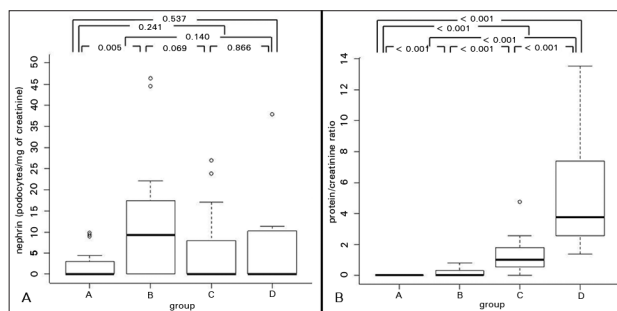 0.537
0.241
0.140
0.005 0.069 0.866
nephrin (podocytes/mg of creatinine)
50
45
40
35
30
25
20
15
10
5
0
A B C D
group
A
< 0.001
< 0.001
< 0.001
< 0.001 < 0.001 < 0.001
protein/creatinine ratio
14
12
10
8
6
4
2
0
A B C D
group
B